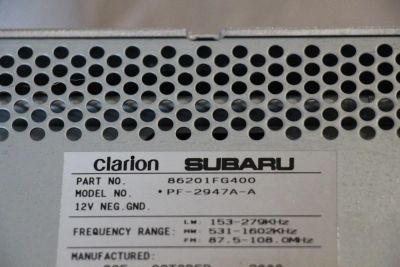 clarion SUBARU
PART NO. 86201FG400
MODEL NO. •PF-2947A-A
12V NEG.GND.
LW: 153-279KHz
FREQUENCY RANGE: MW: 531-1602KHz
FM: 87.5-108.0MHz